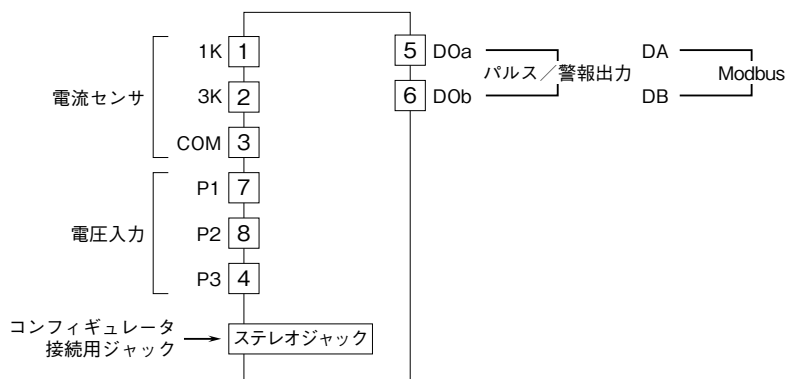 電流センサ
1K 1
3K 2
COM 3
電圧入力
P1 7
P2 8
P3 4
コンフィギュレータ
接続用ジャック
ステレオジャック
5 DOa
6 DOb
パルス／警報出力
DA
DB
Modbus